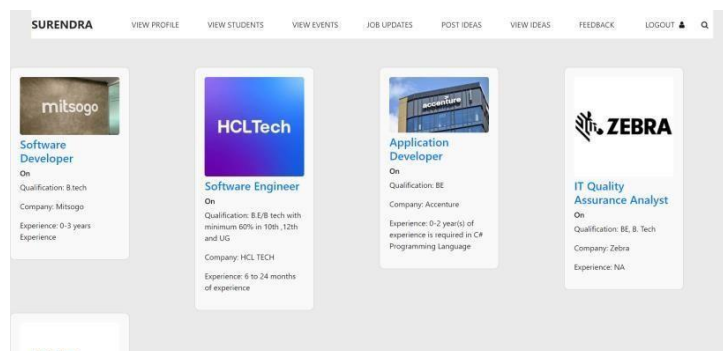 SURENDRA VIEW PROFILE VIEW STUDENTS VIEW EVENTS JOB UPDATES POST IDEAS VIEW IDEAS FEEDBACK LOGOUT
mitsogo
Software
Developer
On
Qualification: B.tech
Company: Mitsogo
Experience: 0-3 years
Experience
HCLTech
Software Engineer
On
Qualification: B.E/B tech with
minimum 60% in 10th ,12th
and UG
Company: HCL TECH
Experience: 6 to 24 months
of experience
accenture
Application
Developer
On
Qualification: BE
Company: Accenture
Experience: 0-2 year(s) of
experience is required in C#
Programming Language
ZEBRA
IT Quality
Assurance Analyst
On
Qualification: BE, B. Tech
Company: Zebra
Experience: NA